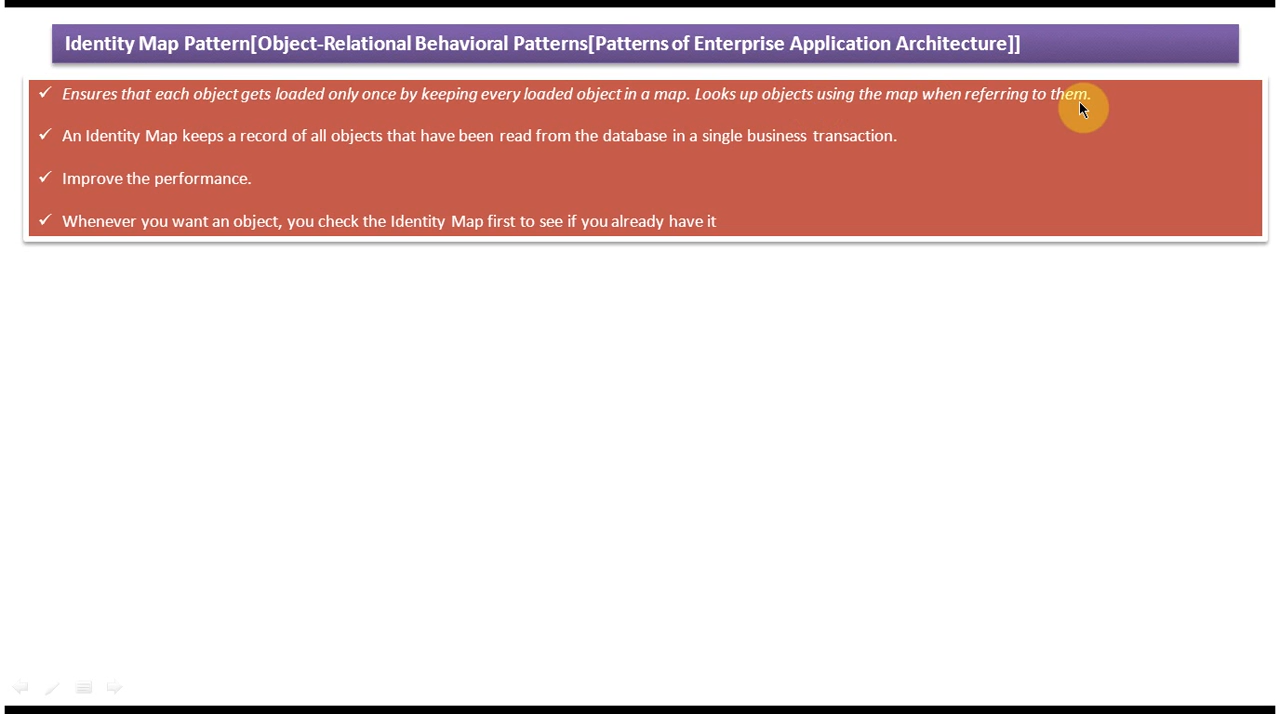 Identity Map Pattern[Object-Relational Behavioral Patterns[Patterns of Enterprise Application Architecture]]
✓ Ensures that each object gets loaded only once by keeping every loaded object in a map. Looks up objects using the map when referring to them.
✓ An Identity Map keeps a record of all objects that have been read from the database in a single business transaction.
✓ Improve the performance.
✓ Whenever you want an object, you check the Identity Map first to see if you already have it